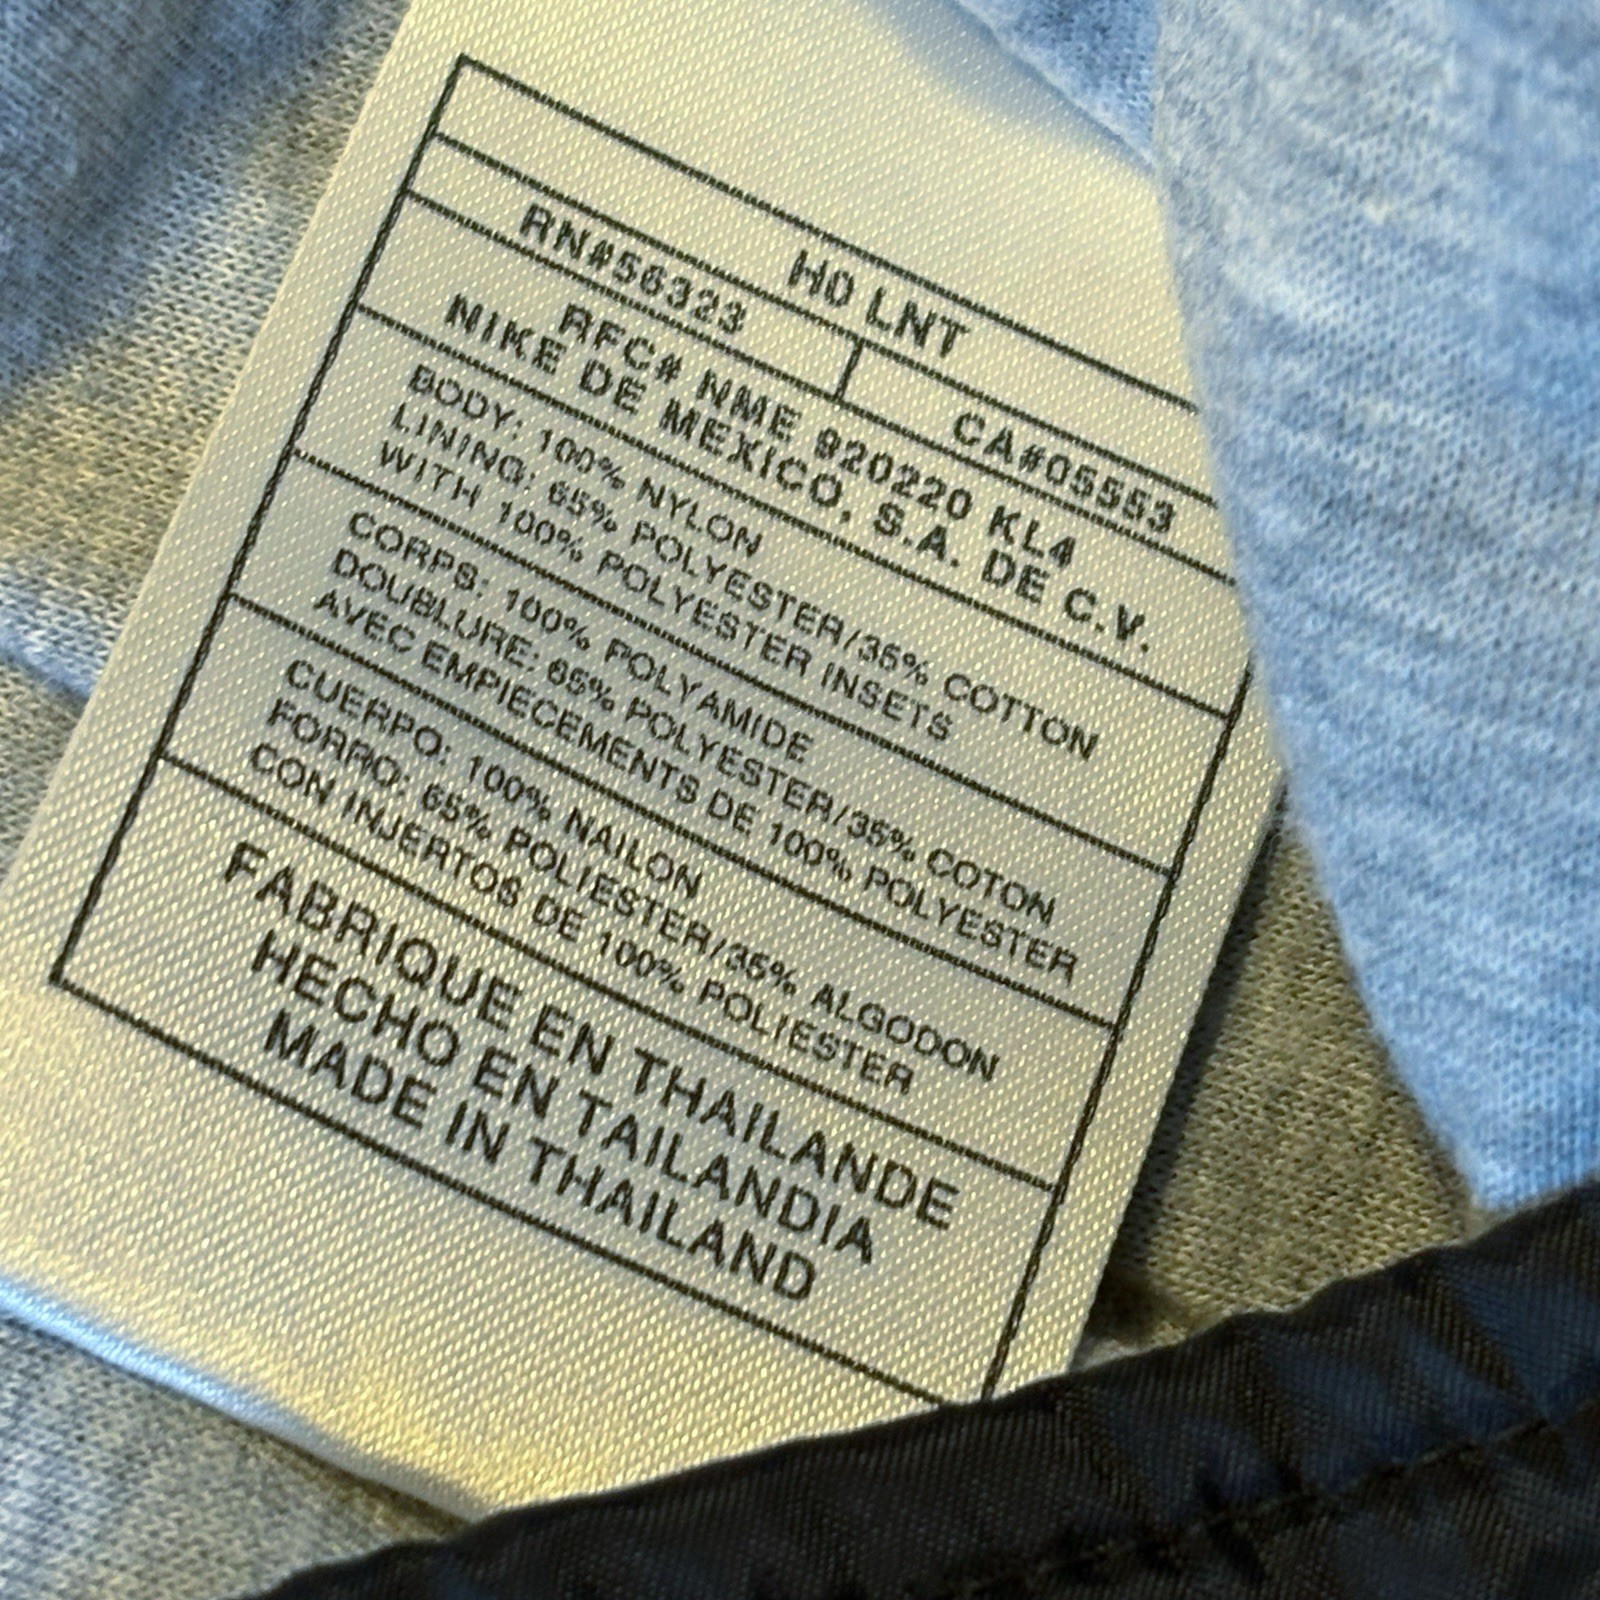 H0 LNT
RN#56323 CA#05553
RFC# NME 920220 KL4
NIKE DE MEXICO, S.A. DE C.V.
BODY: 100% NYLON
LINING: 65% POLYESTER/35% COTTON
WITH 100% POLYESTER INSETS
CORPS: 100% POLYAMIDE
DOUBLURE: 65% POLYESTER/35% COTON
AVEC EMPIECEMENTS DE 100% POLYESTER
CUERPO: 100% NAILON
FORRO: 65% POLIESTER/35% ALGODON
CON INJERTOS DE 100% POLIESTER
FABRIQUE EN THAILANDE
HECHO EN TAILANDIA
MADE IN THAILAND